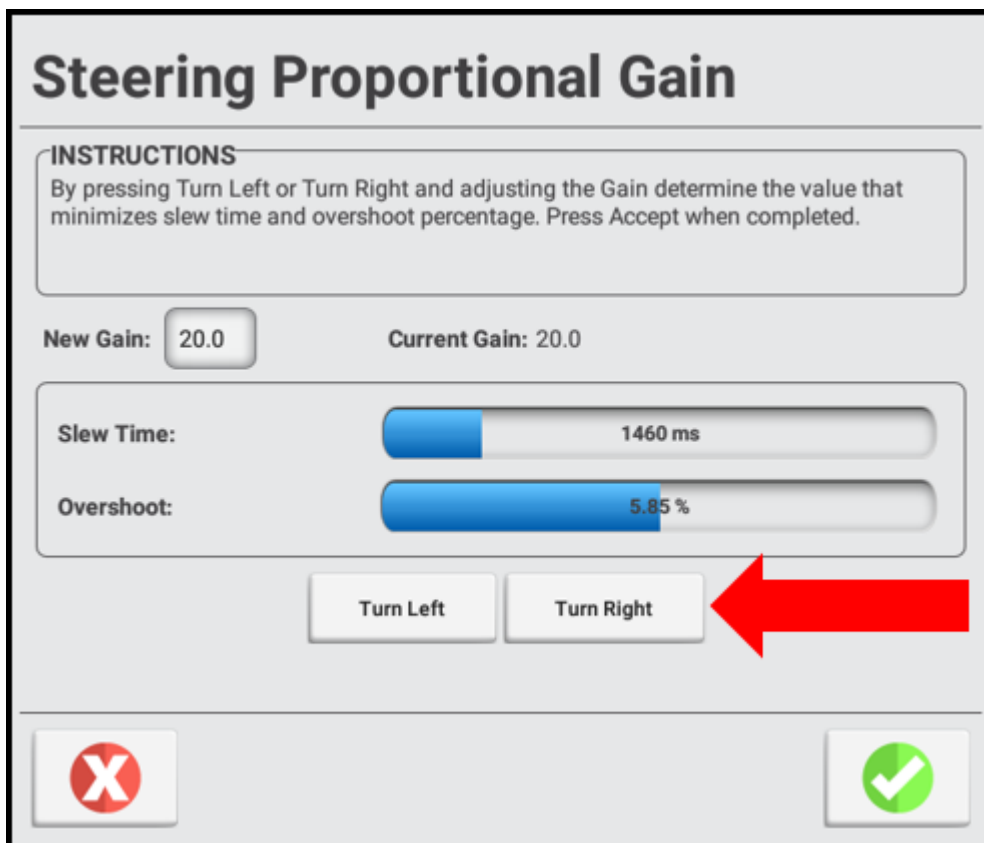 Steering Proportional Gain
INSTRUCTIONS
By pressing Turn Left or Turn Right and adjusting the Gain determine the value that
minimizes slew time and overshoot percentage. Press Accept when completed.
New Gain: 20.0 Current Gain: 20.0
Slew Time: 1460 ms
Overshoot: 5.85 %
Turn Left Turn Right